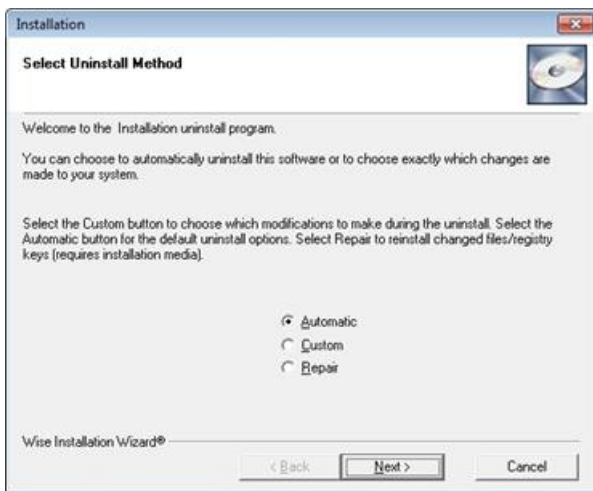 Installation
Select Uninstall Method
Welcome to the Installation uninstall program.
You can choose to automatically uninstall this software or to choose exactly which changes are
made to your system.
Select the Custom button to choose which modifications to make during the uninstall. Select the
Automatic button for the default uninstall options. Select Repair to reinstall changed files/registry
keys (requires installation media).
Automatic
Custom
Repair
Wise Installation Wizard®
< Back Next > Cancel